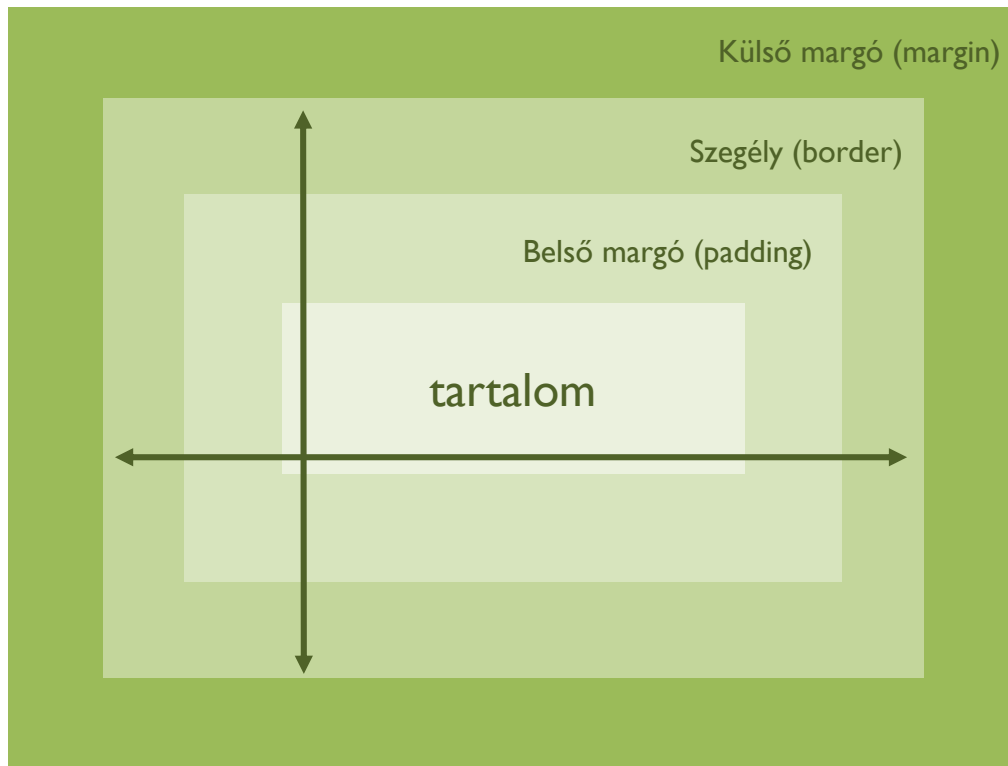 Külső margó (margin)
Szegély (border)
Belső margó (padding)
tartalom